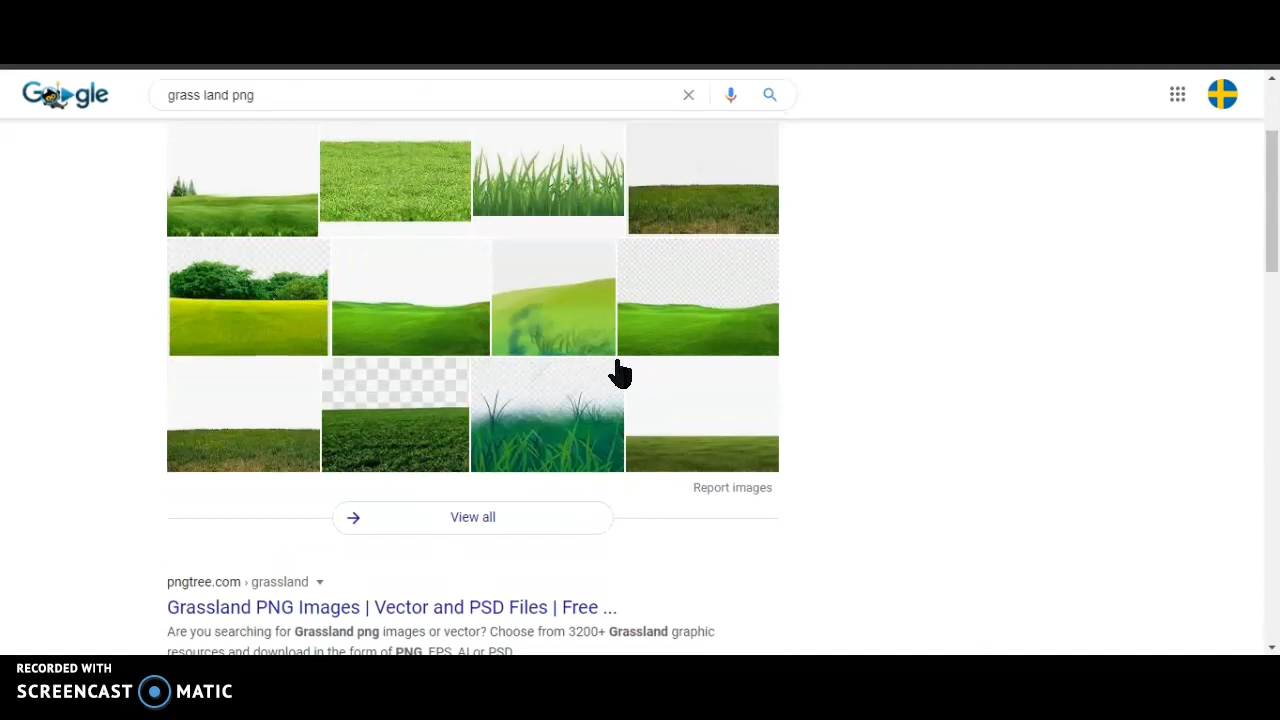 Google
grass land png
Report images
View all
pngtree.com › grassland
Grassland PNG Images | Vector and PSD Files | Free ...
Are you searching for Grassland png images or vector? Choose from 3200+ Grassland graphic
resources and download in the form of PNG, EPS, AI or PSD
RECORDED WITH
SCREENCAST MATIC